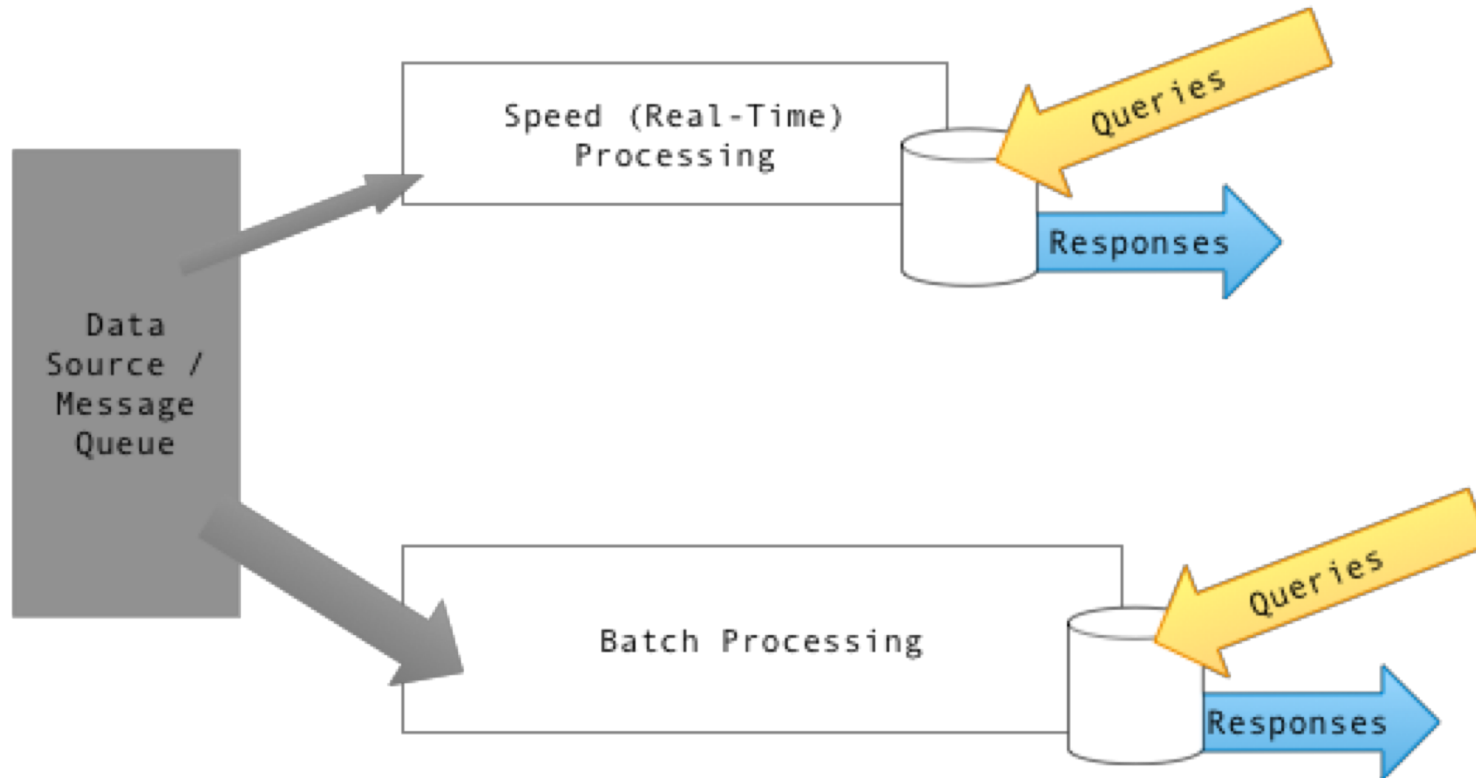 Speed (Real-Time)
Processing
Queries
Responses
Data
Source /
Message
Queue
Batch Processing
Queries
Responses